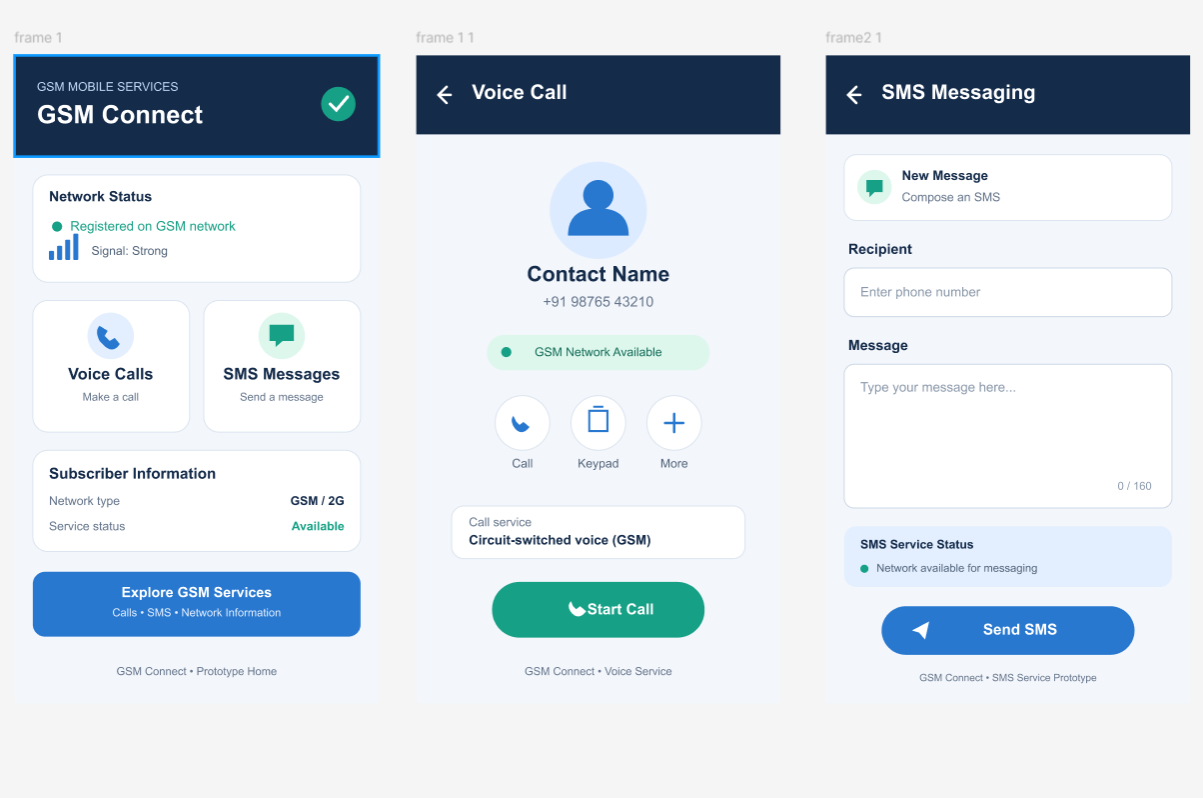 frame 1
GSM MOBILE SERVICES
GSM Connect
Network Status
Registered on GSM network
Signal: Strong
Voice Calls
Make a call
SMS Messages
Send a message
Subscriber Information
Network type GSM / 2G
Service status Available
Explore GSM Services
Calls • SMS • Network Information
GSM Connect • Prototype Home
frame 1 1
Voice Call
Contact Name
+91 98765 43210
GSM Network Available
Call Keypad More
Call service
Circuit-switched voice (GSM)
Start Call
GSM Connect • Voice Service
frame2 1
SMS Messaging
New Message
Compose an SMS
Recipient
Enter phone number
Message
Type your message here...
0 / 160
SMS Service Status
Network available for messaging
Send SMS
GSM Connect • SMS Service Prototype